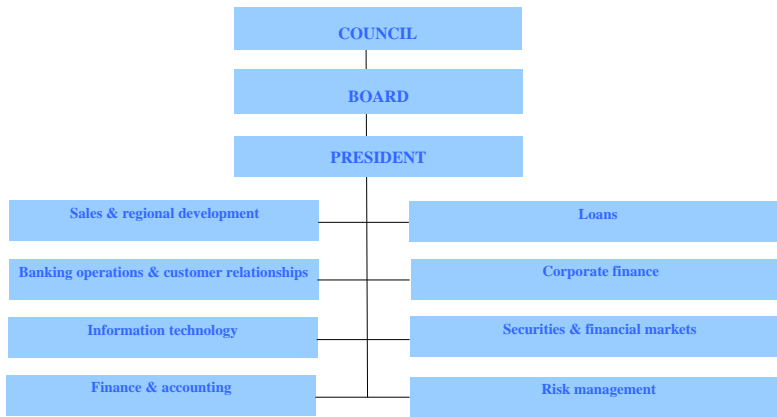 COUNCIL
BOARD
PRESIDENT
Sales & regional development
Loans
Banking operations & customer relationships
Corporate finance
Information technology
Securities & financial markets
Finance & accounting
Risk management